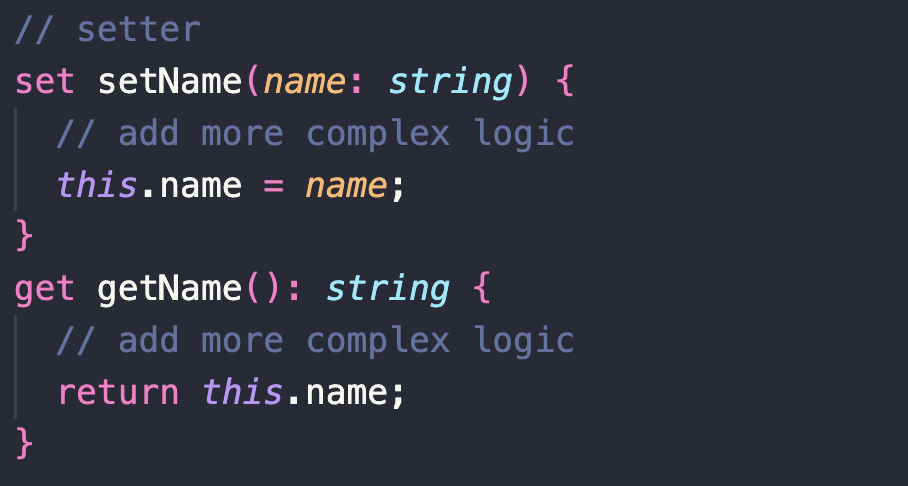 // setter
set setName(name: string) {
// add more complex logic
this.name = name;
}
get getName(): string {
// add more complex logic
return this.name;
}